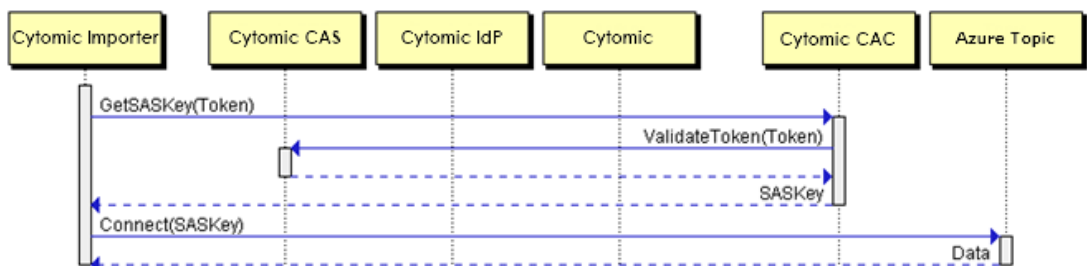 Cytomic Importer
Cytomic CAS
Cytomic IdP
Cytomic
Cytomic CAC
Azure Topic
GetSASKey(Token)
ValidateToken(Token)
SASKey
Connect(SASKey)
Data